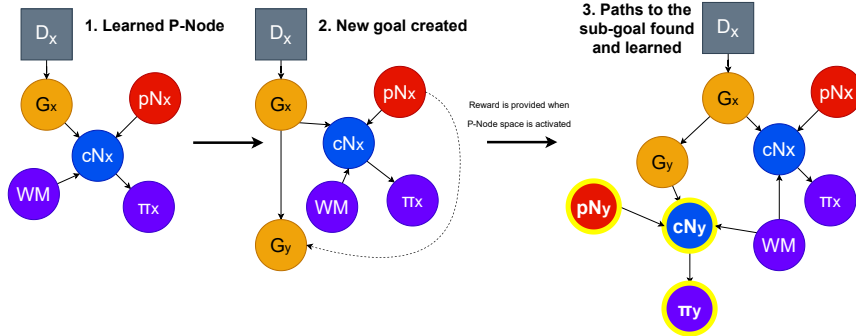 1. Learned P-Node
Dx
Gx
pNx
cNx
WM
πx
2. New goal created
Dx
Gx
pNx
cNx
WM
πx
Gy
Reward is provided when
P-Node space is activated
3. Paths to the
sub-goal found
and learned
Dx
Gx
pNx
cNx
Gy
πx
pNy
cNy
WM
πy